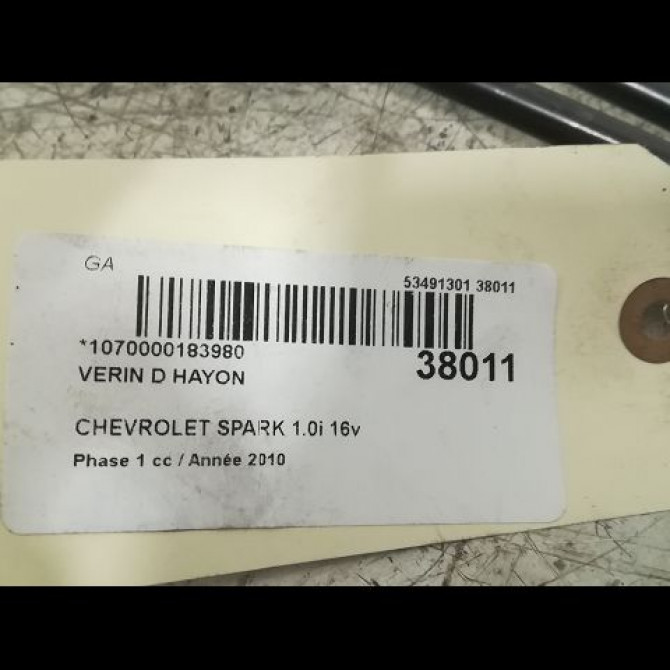 GA
53491301 38011
*1070000183980
38011
VERIN D HAYON
CHEVROLET SPARK 1.0i 16v
Phase 1 cc / Année 2010